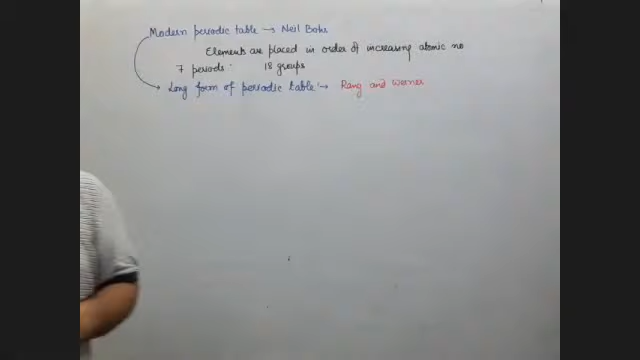 Modern periodic table → Neil Bohs
Elements are placed in order of increasing atomic no
7 periods 18 groups
Long form of periodic table :→ Rang and Werner